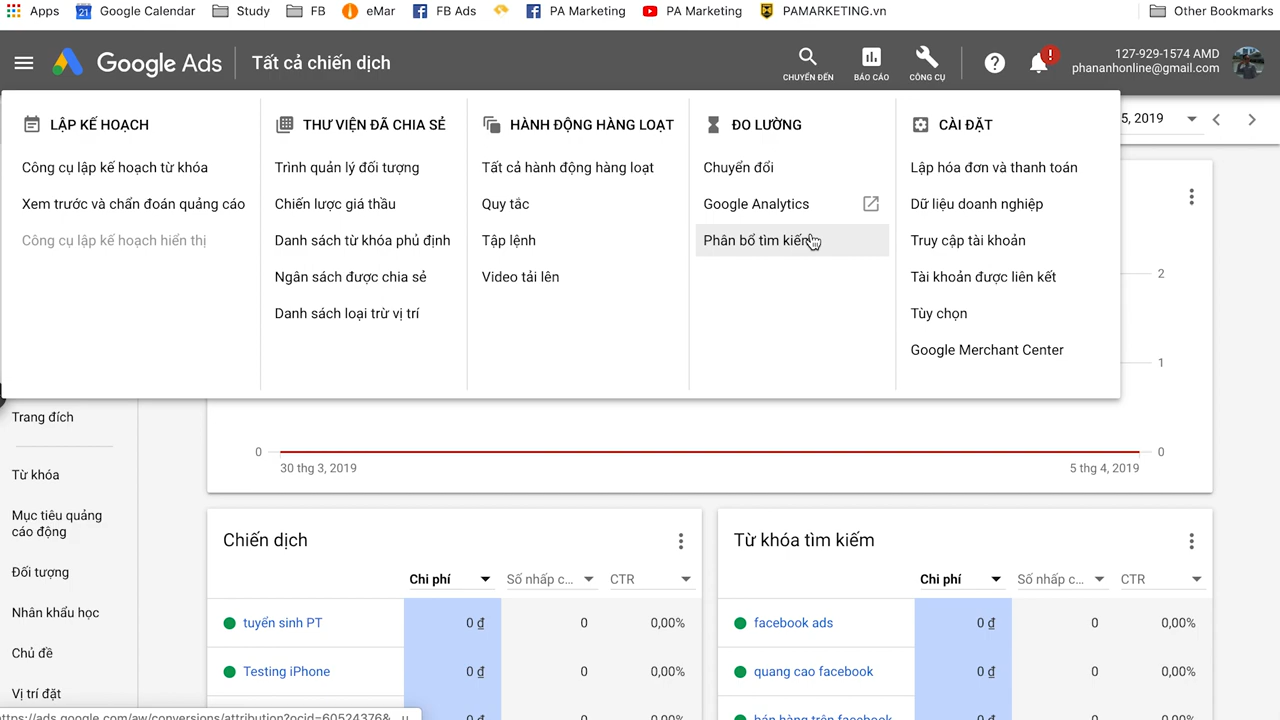 Apps Google Calendar Study FB eMar FB Ads PA Marketing PA Marketing PAMARKETING.vn Other Bookmarks
Google Ads Tất cả chiến dịch CHUYỂN ĐẾN BÁO CÁO CÔNG CỤ 127-929-1574 AMD
phananhonline@gmail.com
LẬP KẾ HOẠCH
Công cụ lập kế hoạch từ khóa
Xem trước và chẩn đoán quảng cáo
Công cụ lập kế hoạch hiển thị
THƯ VIỆN ĐÃ CHIA SẺ
Trình quản lý đối tượng
Chiến lược giá thầu
Danh sách từ khóa phủ định
Ngân sách được chia sẻ
Danh sách loại trừ vị trí
HÀNH ĐỘNG HÀNG LOẠT
Tất cả hành động hàng loạt
Quy tắc
Tập lệnh
Video tải lên
ĐO LƯỜNG
Chuyển đổi
Google Analytics
Phân bổ tìm kiếm
CÀI ĐẶT
Lập hóa đơn và thanh toán
Dữ liệu doanh nghiệp
Truy cập tài khoản
Tài khoản được liên kết
Tùy chọn
Google Merchant Center
5, 2019
2
1
0 0
30 thg 3, 2019 5 thg 4, 2019
Trang đích
Từ khóa
Mục tiêu quảng
cáo động
Đối tượng
Nhân khẩu học
Chủ đề
Vị trí đặt
Chiến dịch
Chi phí Số nhấp c... CTR
tuyển sinh PT 0 ₫ 0 0,00%
Testing iPhone 0 ₫ 0 0,00%
Từ khóa tìm kiếm
Chi phí Số nhấp c... CTR
facebook ads 0 ₫ 0 0,00%
quang cao facebook 0 ₫ 0 0,00%
bán hàng trên facebook